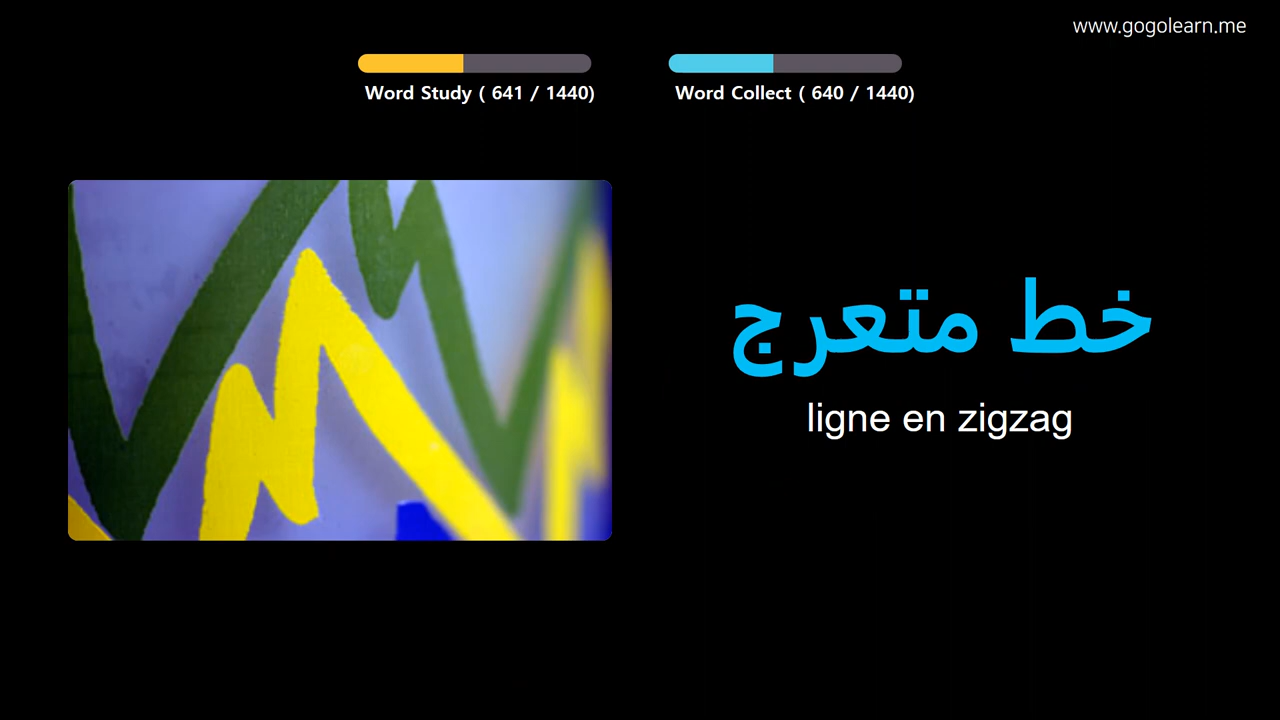 www.gogolearn.me
Word Study ( 641 / 1440)
Word Collect ( 640 / 1440)
خط متعرج
ligne en zigzag